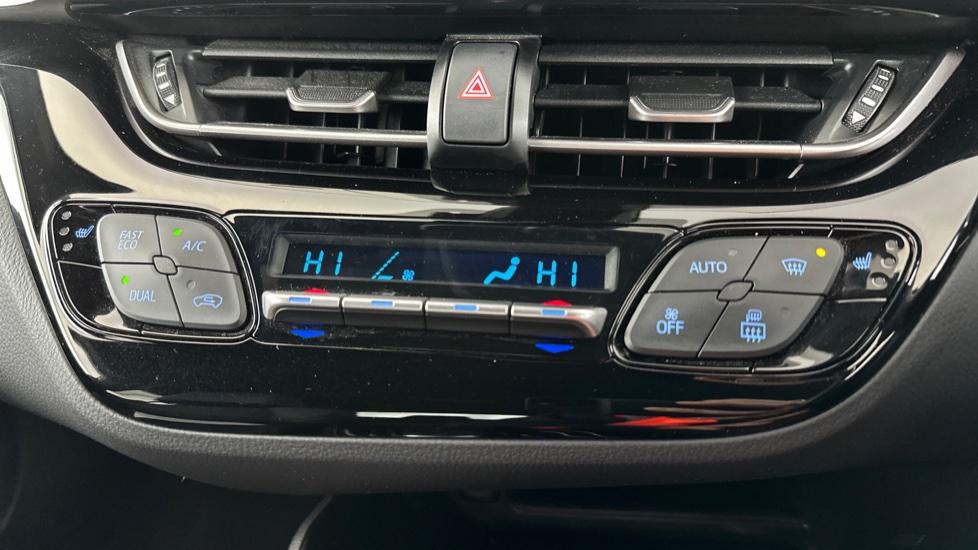 FAST
ECO
A/C
DUAL
HI
HI
AUTO
OFF